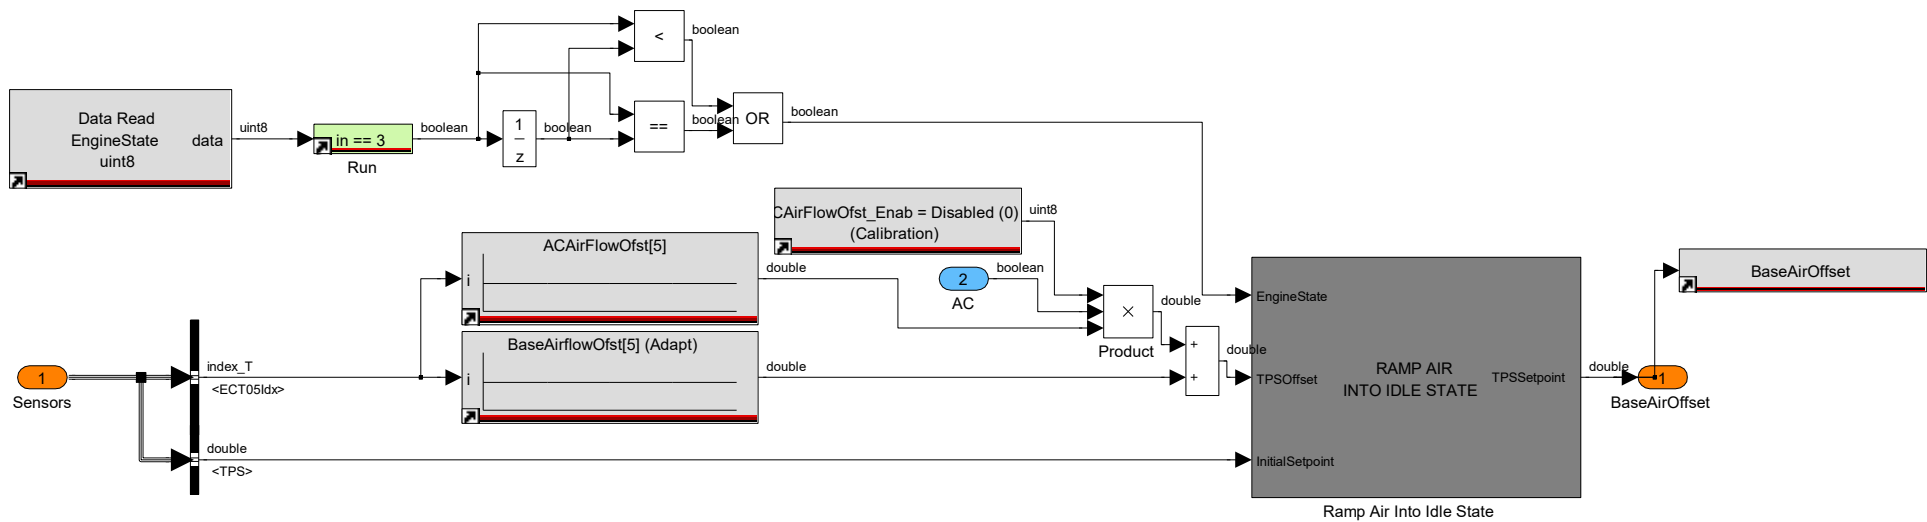 <
boolean
Data Read
EngineState
uint8
data
uint8
in == 3
Run
boolean
1
z
boolean
==
boolean
OR
boolean
CAirFlowOfst_Enab = Disabled (0)
(Calibration)
uint8
ACAirFlowOfst[5]
i
double
2
boolean
AC
×
Product
double
BaseAirflowOfst[5] (Adapt)
i
double
+
+
double
1
Sensors
index_T
<ECT05Idx>
double
<TPS>
EngineState
TPSOffset
InitialSetpoint
RAMP AIR
INTO IDLE STATE
TPSSetpoint
Ramp Air Into Idle State
double
1
BaseAirOffset
BaseAirOffset